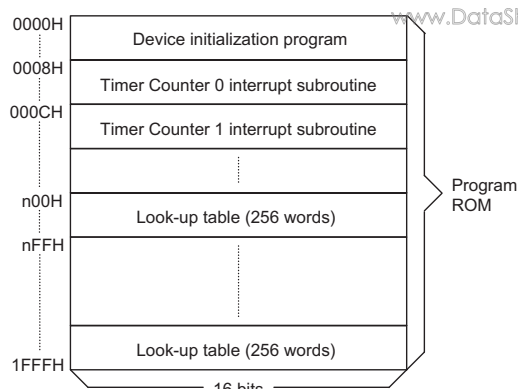 www.DataSh
0000H
Device initialization program
0008H
Timer Counter 0 interrupt subroutine
000CH
Timer Counter 1 interrupt subroutine
n00H
Look-up table (256 words)
nFFH
Program
ROM
Look-up table (256 words)
1FFFH
16 bits